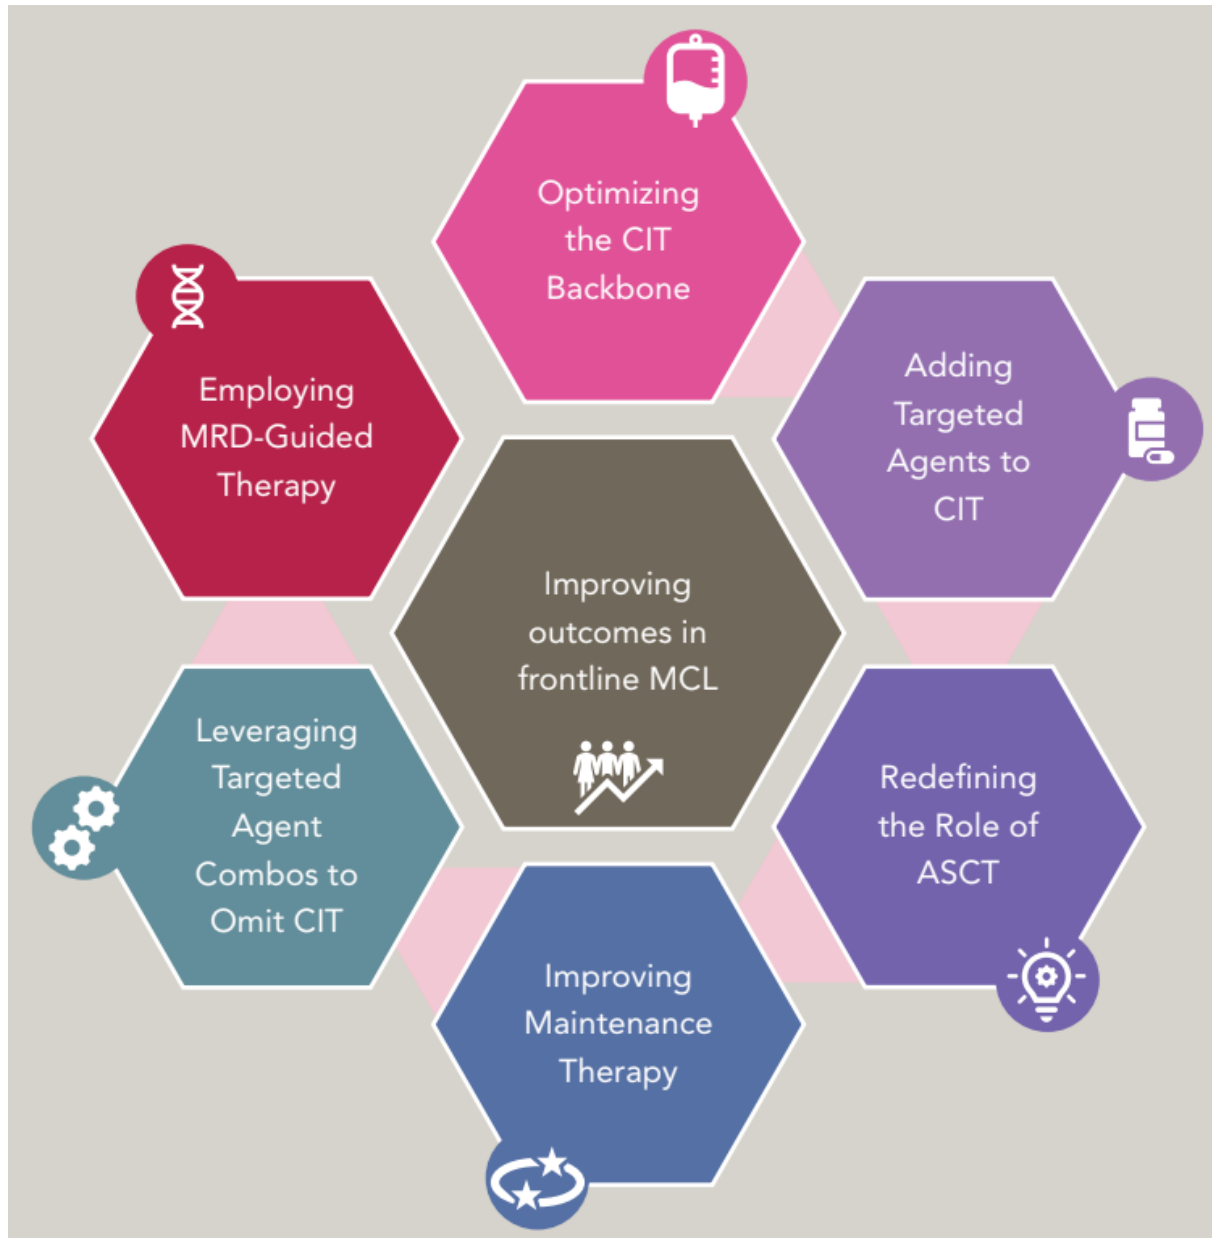 Optimizing
the CIT
Backbone
Adding
Targeted
Agents to
CIT
Redefining
the Role of
ASCT
Improving
Maintenance
Therapy
Leveraging
Targeted
Agent
Combos to
Omit CIT
Employing
MRD-Guided
Therapy
Improving
outcomes in
frontline MCL